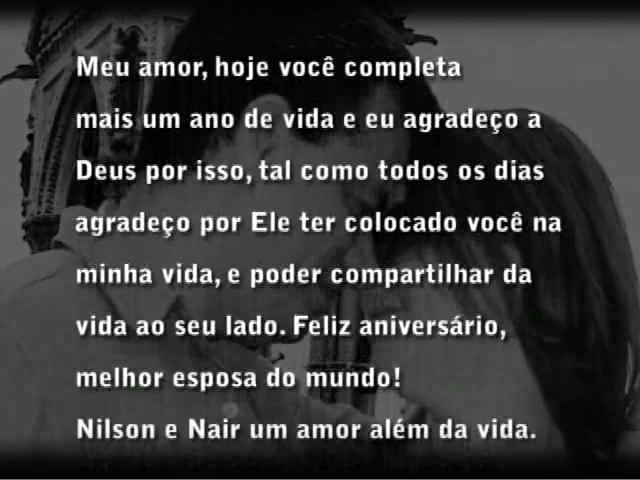 Meu amor, hoje você completa
mais um ano de vida e eu agradeço a
Deus por isso, tal como todos os dias
agradeço por Ele ter colocado você na
minha vida, e poder compartilhar da
vida ao seu lado. Feliz aniversário,
melhor esposa do mundo!
Nilson e Nair um amor além da vida.